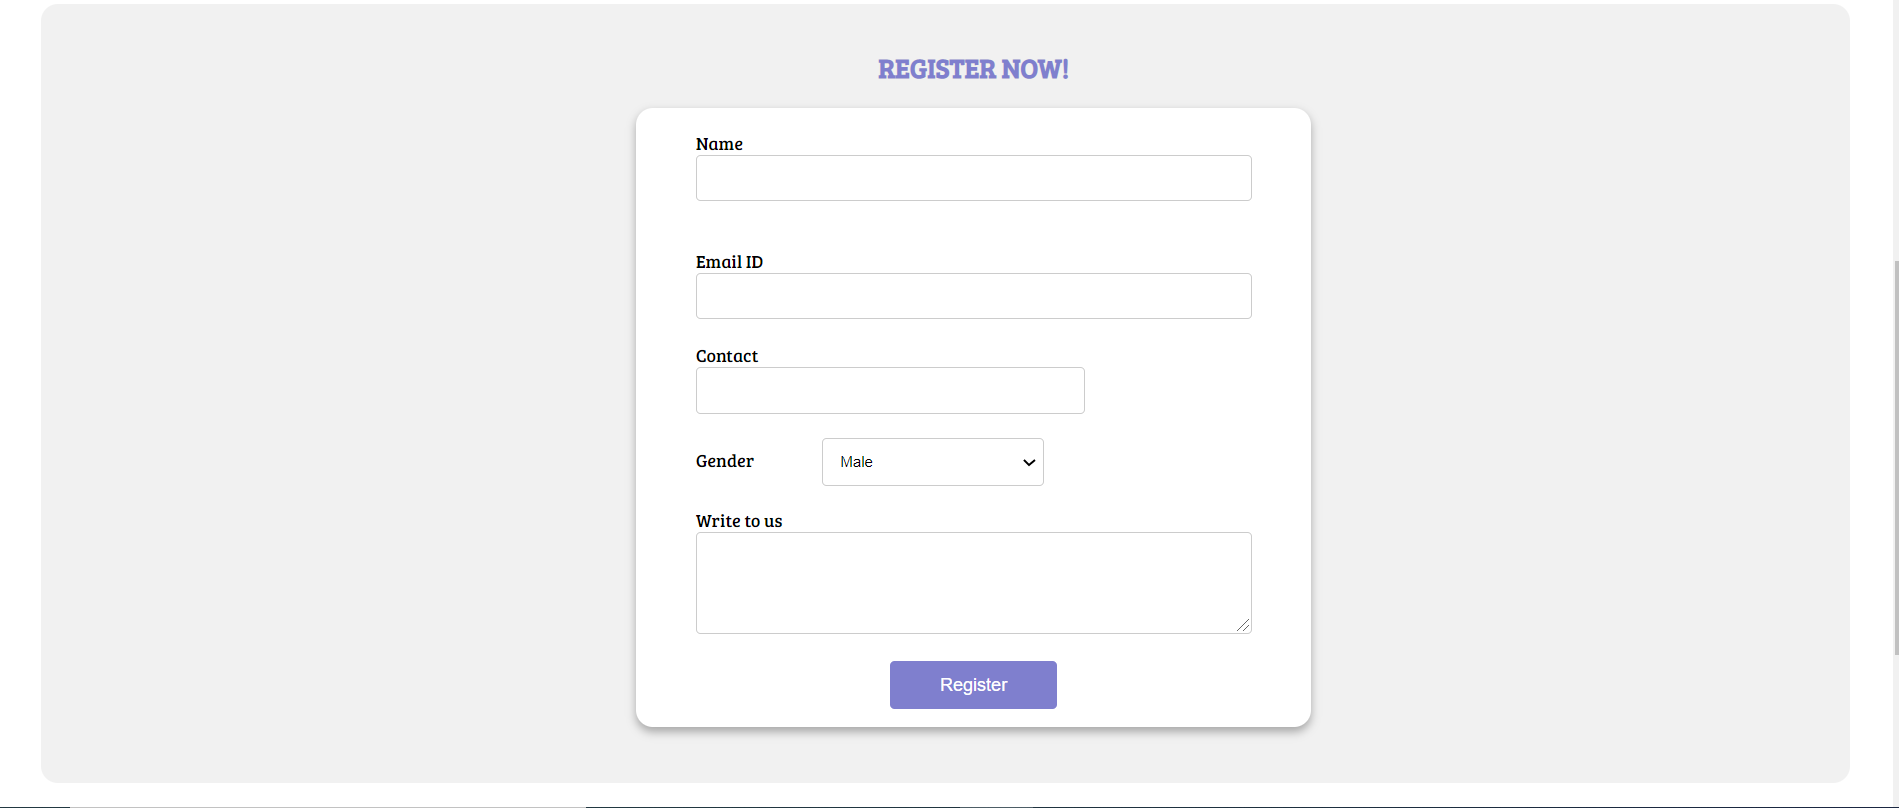 REGISTER NOW!
Name
Email ID
Contact
Gender
Male
Write to us
Register